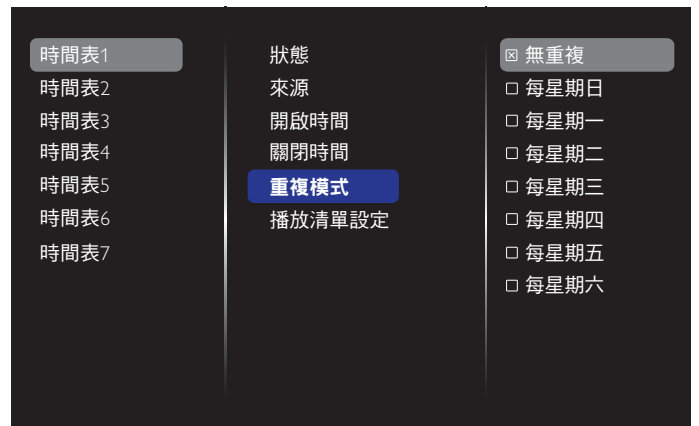 時間表1
時間表2
時間表3
時間表4
時間表5
時間表6
時間表7
狀態
來源
開啟時間
關閉時間
重複模式
播放清單設定
無重複
每星期日
每星期一
每星期二
每星期三
每星期四
每星期五
每星期六